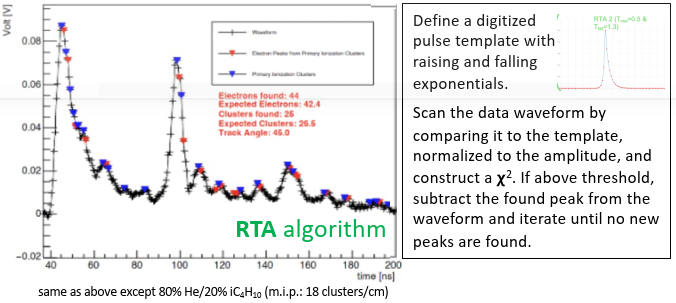 Volt [V]
0.08
0.06
0.04
0.02
0
−0.02
40
60
80
100
120
140
160
180
200
time [ns]
Waveform
Electron Peaks from Primary Ionization Clusters
Primary Ionization Clusters
Electrons found: 44
Expected Electrons: 42.4
Clusters found: 25
Expected Clusters: 26.5
Track Angle: 45.0
RTA algorithm
same as above except 80% He/20% iC₄H₁₀ (m.i.p.: 18 clusters/cm)
Define a digitized
pulse template with
raising and falling
exponentials.
RTA 2 (
Scan the data waveform by
comparing it to the template,
normalized to the amplitude, and
construct a χ². If above threshold,
subtract the found peak from the
waveform and iterate until no new
peaks are found.